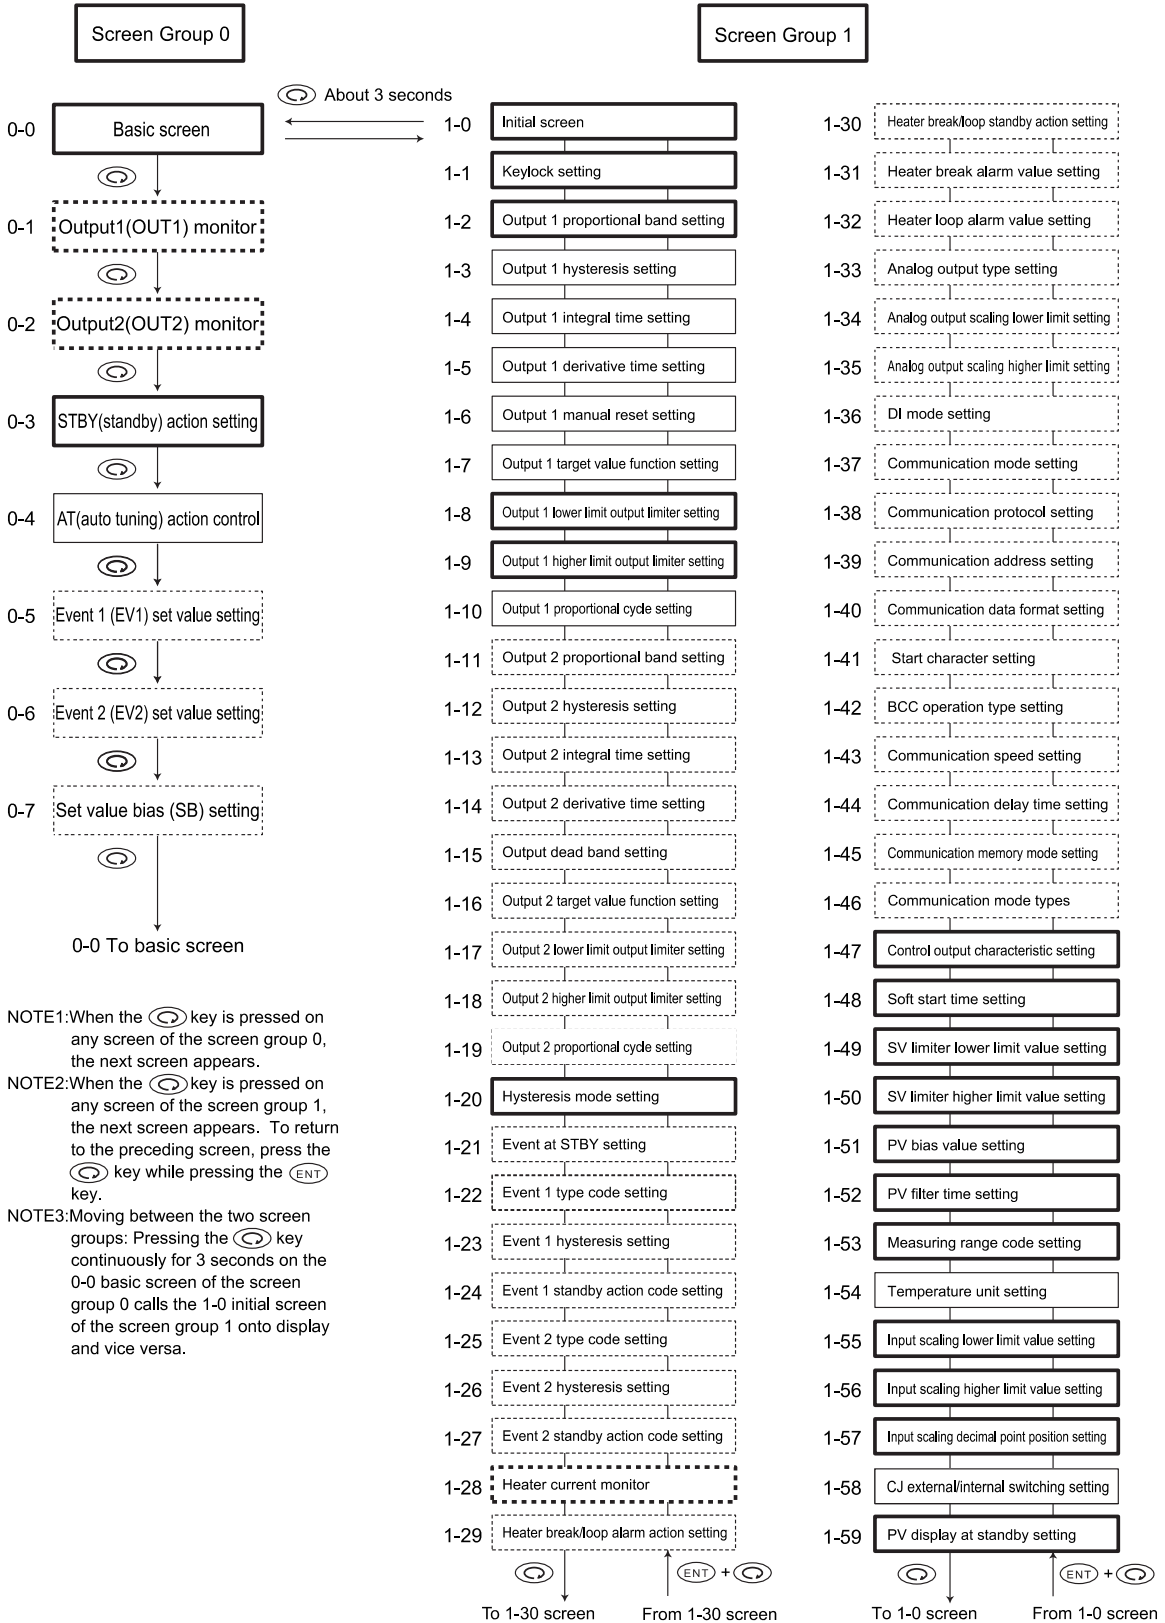 Screen Group 0
Screen Group 1
About 3 seconds
0-0 Basic screen
0-1 Output1(OUT1) monitor
0-2 Output2(OUT2) monitor
0-3 STBY(standby) action setting
0-4 AT(auto tuning) action control
0-5 Event 1 (EV1) set value setting
0-6 Event 2 (EV2) set value setting
0-7 Set value bias (SB) setting
0-0 To basic screen
NOTE1:When the key is pressed on
any screen of the screen group 0,
the next screen appears.
NOTE2:When the key is pressed on
any screen of the screen group 1,
the next screen appears. To return
to the preceding screen, press the
key while pressing the ENT
key.
NOTE3:Moving between the two screen
groups: Pressing the key
continuously for 3 seconds on the
0-0 basic screen of the screen
group 0 calls the 1-0 initial screen
of the screen group 1 onto display
and vice versa.
1-0 Initial screen
1-1 Keylock setting
1-2 Output 1 proportional band setting
1-3 Output 1 hysteresis setting
1-4 Output 1 integral time setting
1-5 Output 1 derivative time setting
1-6 Output 1 manual reset setting
1-7 Output 1 target value function setting
1-8 Output 1 lower limit output limiter setting
1-9 Output 1 higher limit output limiter setting
1-10 Output 1 proportional cycle setting
1-11 Output 2 proportional band setting
1-12 Output 2 hysteresis setting
1-13 Output 2 integral time setting
1-14 Output 2 derivative time setting
1-15 Output dead band setting
1-16 Output 2 target value function setting
1-17 Output 2 lower limit output limiter setting
1-18 Output 2 higher limit output limiter setting
1-19 Output 2 proportional cycle setting
1-20 Hysteresis mode setting
1-21 Event at STBY setting
1-22 Event 1 type code setting
1-23 Event 1 hysteresis setting
1-24 Event 1 standby action code setting
1-25 Event 2 type code setting
1-26 Event 2 hysteresis setting
1-27 Event 2 standby action code setting
1-28 Heater current monitor
1-29 Heater break/loop alarm action setting
ENT +
To 1-30 screen
From 1-30 screen
1-30 Heater break/loop standby action setting
1-31 Heater break alarm value setting
1-32 Heater loop alarm value setting
1-33 Analog output type setting
1-34 Analog output scaling lower limit setting
1-35 Analog output scaling higher limit setting
1-36 DI mode setting
1-37 Communication mode setting
1-38 Communication protocol setting
1-39 Communication address setting
1-40 Communication data format setting
1-41 Start character setting
1-42 BCC operation type setting
1-43 Communication speed setting
1-44 Communication delay time setting
1-45 Communication memory mode setting
1-46 Communication mode types
1-47 Control output characteristic setting
1-48 Soft start time setting
1-49 SV limiter lower limit value setting
1-50 SV limiter higher limit value setting
1-51 PV bias value setting
1-52 PV filter time setting
1-53 Measuring range code setting
1-54 Temperature unit setting
1-55 Input scaling lower limit value setting
1-56 Input scaling higher limit value setting
1-57 Input scaling decimal point position setting
1-58 CJ external/internal switching setting
1-59 PV display at standby setting
ENT +
To 1-0 screen
From 1-0 screen